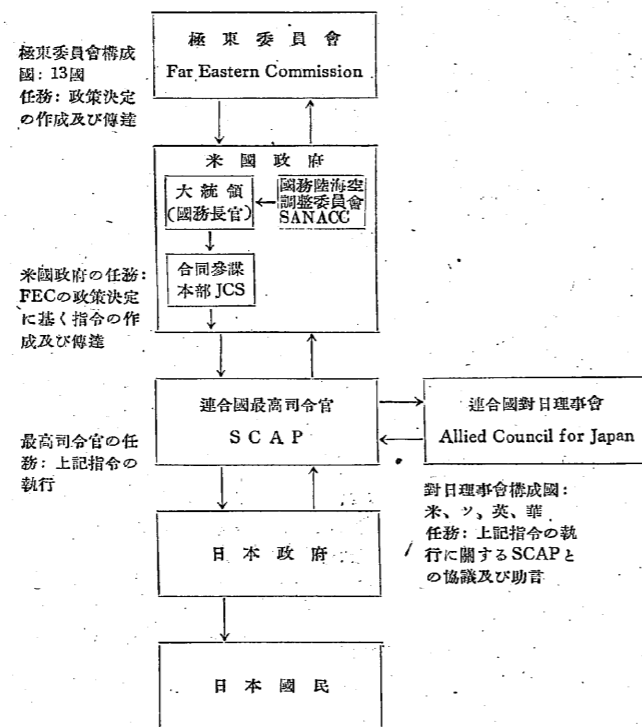 極東委員會
Far Eastern Commission
極東委員會構成
國: 13國
任務: 政策決定
の作成及び傳達
米國政府
大統領
(國務長官)
國務陸海空
調整委員會
SANACC
合同參謀
本部 JCS
米國政府の任務:
FECの政策決定
に基く指令の作
成及び傳達
連合國最高司令官
SCAP
連合國對日理事會
Allied Council for Japan
最高司令官の任
務: 上記指令の
執行
對日理事會構成國:
米、ソ、英、華
任務: 上記指令の執
行に關するSCAPと
の協議及び助言
日本政府
日本國民